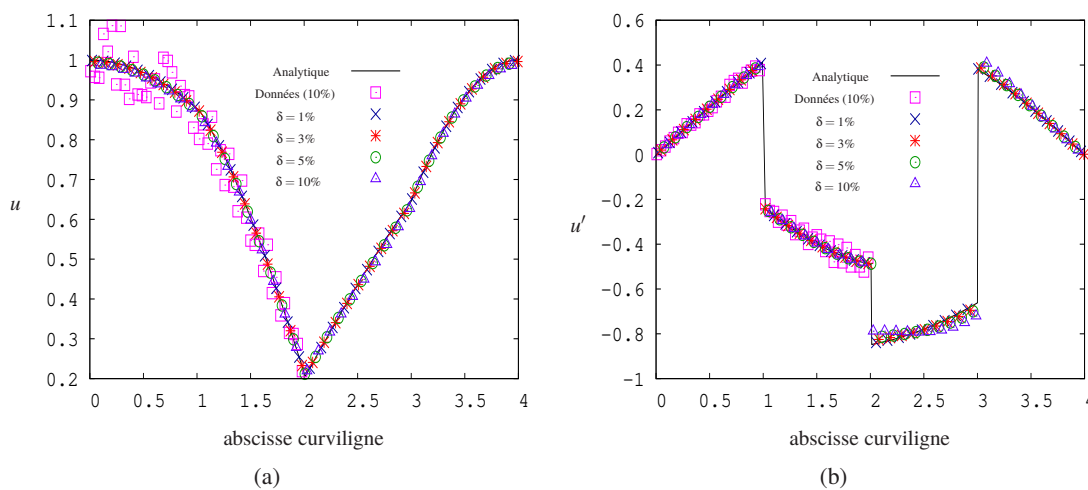 1.1
1
0.9
0.8
0.7
0.6
0.5
0.4
0.3
0.2
u
0 0.5 1 1.5 2 2.5 3 3.5 4
abscisse curviligne
Analytique
Données (10%)
δ = 1%
δ = 3%
δ = 5%
δ = 10%
(a)
0.6
0.4
0.2
0
−0.2
−0.4
−0.6
−0.8
−1
u′
0 0.5 1 1.5 2 2.5 3 3.5 4
abscisse curviligne
Analytique
Données (10%)
δ = 1%
δ = 3%
δ = 5%
δ = 10%
(b)